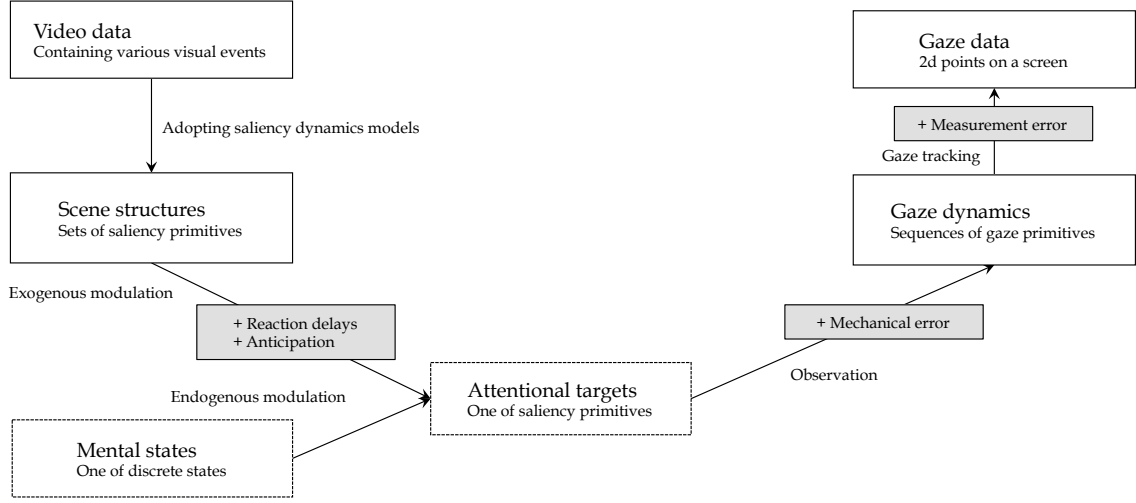 Video data
Containing various visual events
Adopting saliency dynamics models
Scene structures
Sets of saliency primitives
Exogenous modulation
+ Reaction delays
+ Anticipation
Endogenous modulation
Mental states
One of discrete states
Attentional targets
One of saliency primitives
Observation
+ Mechanical error
Gaze dynamics
Sequences of gaze primitives
Gaze tracking
+ Measurement error
Gaze data
2d points on a screen